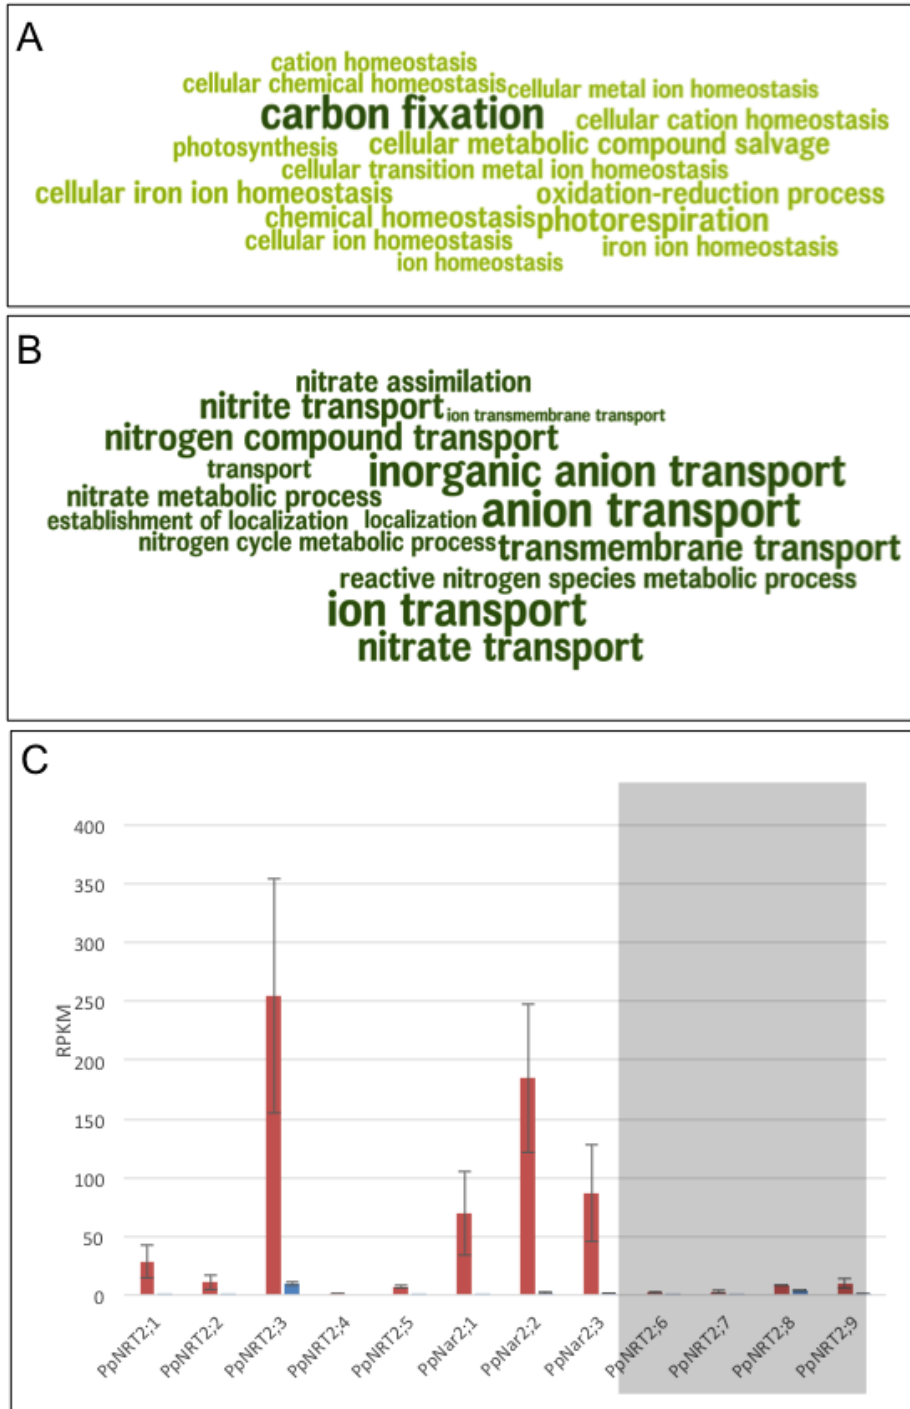 A
cation homeostasis
cellular chemical homeostasis cellular metal ion homeostasis
carbon fixation cellular cation homeostasis
photosynthesis cellular metabolic compound salvage
cellular transition metal ion homeostasis
cellular iron ion homeostasis oxidation-reduction process
chemical homeostasis photorespiration
cellular ion homeostasis iron ion homeostasis
ion homeostasis
B
nitrate assimilation
nitrite transport ion transmembrane transport
nitrogen compound transport
transport inorganic anion transport
nitrate metabolic process
establishment of localization localization anion transport
nitrogen cycle metabolic process transmembrane transport
reactive nitrogen species metabolic process
ion transport
nitrate transport
C
400
350
300
250
200
150
100
50
0
RPKM
PpNRT2;1
PpNRT2;2
PpNRT2;3
PpNRT2;4
PpNRT2;5
PpNar2;1
PpNar2;2
PpNar2;3
PpNRT2;6
PpNRT2;7
PpNRT2;8
PpNRT2;9